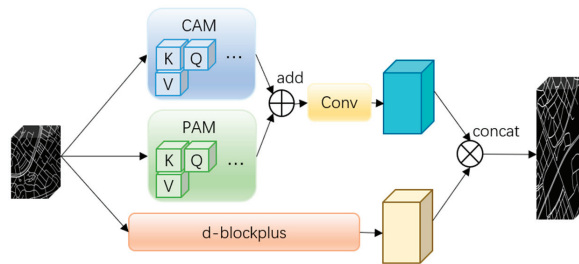 CAM
K Q ...
V
add
Conv
PAM
K Q ...
V
concat
d-blockplus